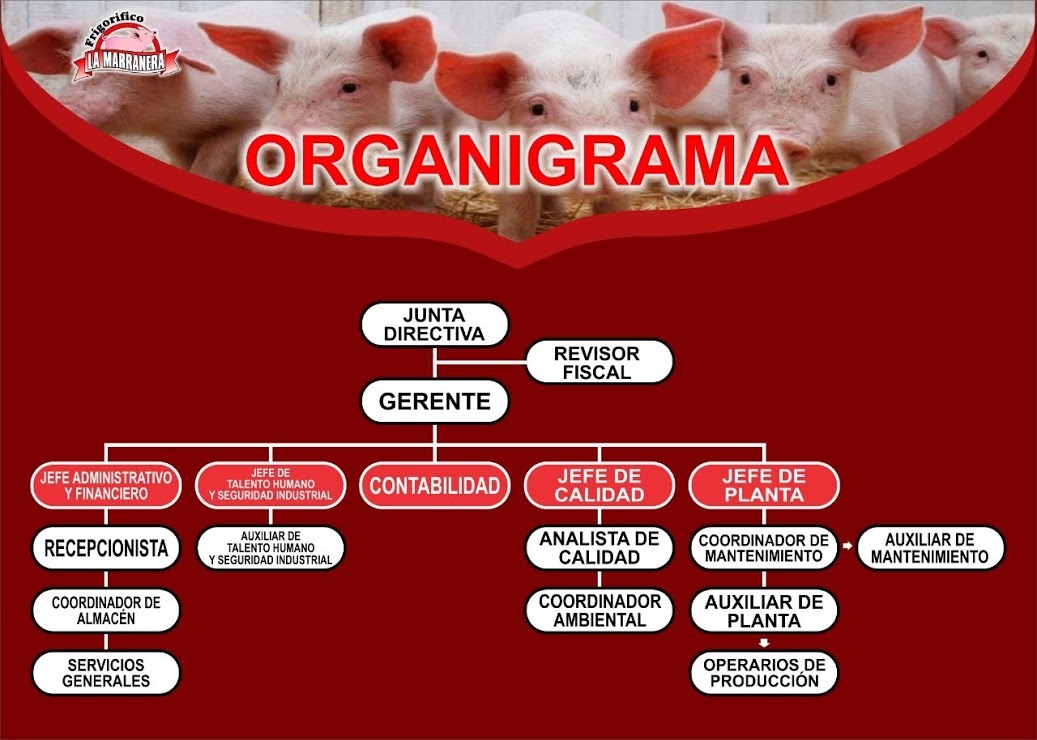 Frigorífico
LA MARRANERA
ORGANIGRAMA
JUNTA
DIRECTIVA
REVISOR
FISCAL
GERENTE
JEFE ADMINISTRATIVO
Y FINANCIERO
JEFE DE
TALENTO HUMANO
Y SEGURIDAD INDUSTRIAL
CONTABILIDAD
JEFE DE
CALIDAD
JEFE DE
PLANTA
RECEPCIONISTA
AUXILIAR DE
TALENTO HUMANO
Y SEGURIDAD INDUSTRIAL
ANALISTA DE
CALIDAD
COORDINADOR DE
MANTENIMIENTO
AUXILIAR DE
MANTENIMIENTO
COORDINADOR DE
ALMACÉN
COORDINADOR
AMBIENTAL
AUXILIAR DE
PLANTA
SERVICIOS
GENERALES
OPERARIOS DE
PRODUCCIÓN